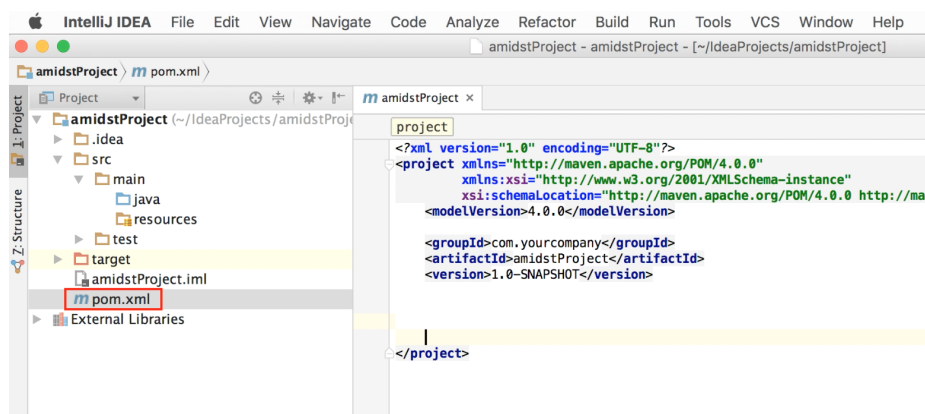 IntelliJ IDEA File Edit View Navigate Code Analyze Refactor Build Run Tools VCS Window Help
amidstProject - amidstProject - [~/IdeaProjects/amidstProject]
amidstProject m pom.xml
1: Project
Z: Structure
Project
amidstProject (~/IdeaProjects/amidstProje
.idea
src
main
java
resources
test
target
amidstProject.iml
m pom.xml
External Libraries
m amidstProject ×
project
<?xml version="1.0" encoding="UTF-8"?>
<project xmlns="http://maven.apache.org/POM/4.0.0"
xmlns:xsi="http://www.w3.org/2001/XMLSchema-instance"
xsi:schemaLocation="http://maven.apache.org/POM/4.0.0 http://ma
<modelVersion>4.0.0</modelVersion>
<groupId>com.yourcompany</groupId>
<artifactId>amidstProject</artifactId>
<version>1.0-SNAPSHOT</version>
</project>